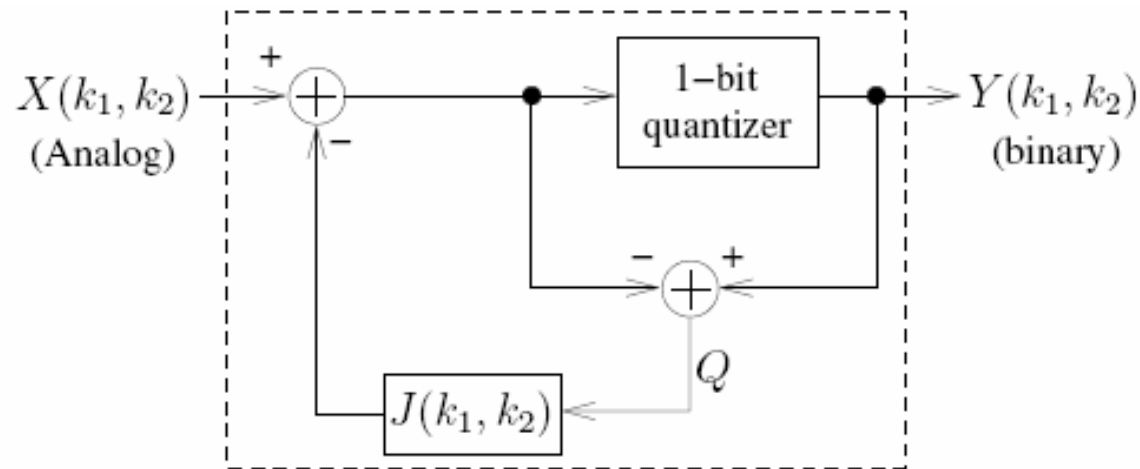 +
X(k₁, k₂)
(Analog)
+
−
1−bit
quantizer
Y(k₁, k₂)
(binary)
−
+
+
Q
J(k₁, k₂)